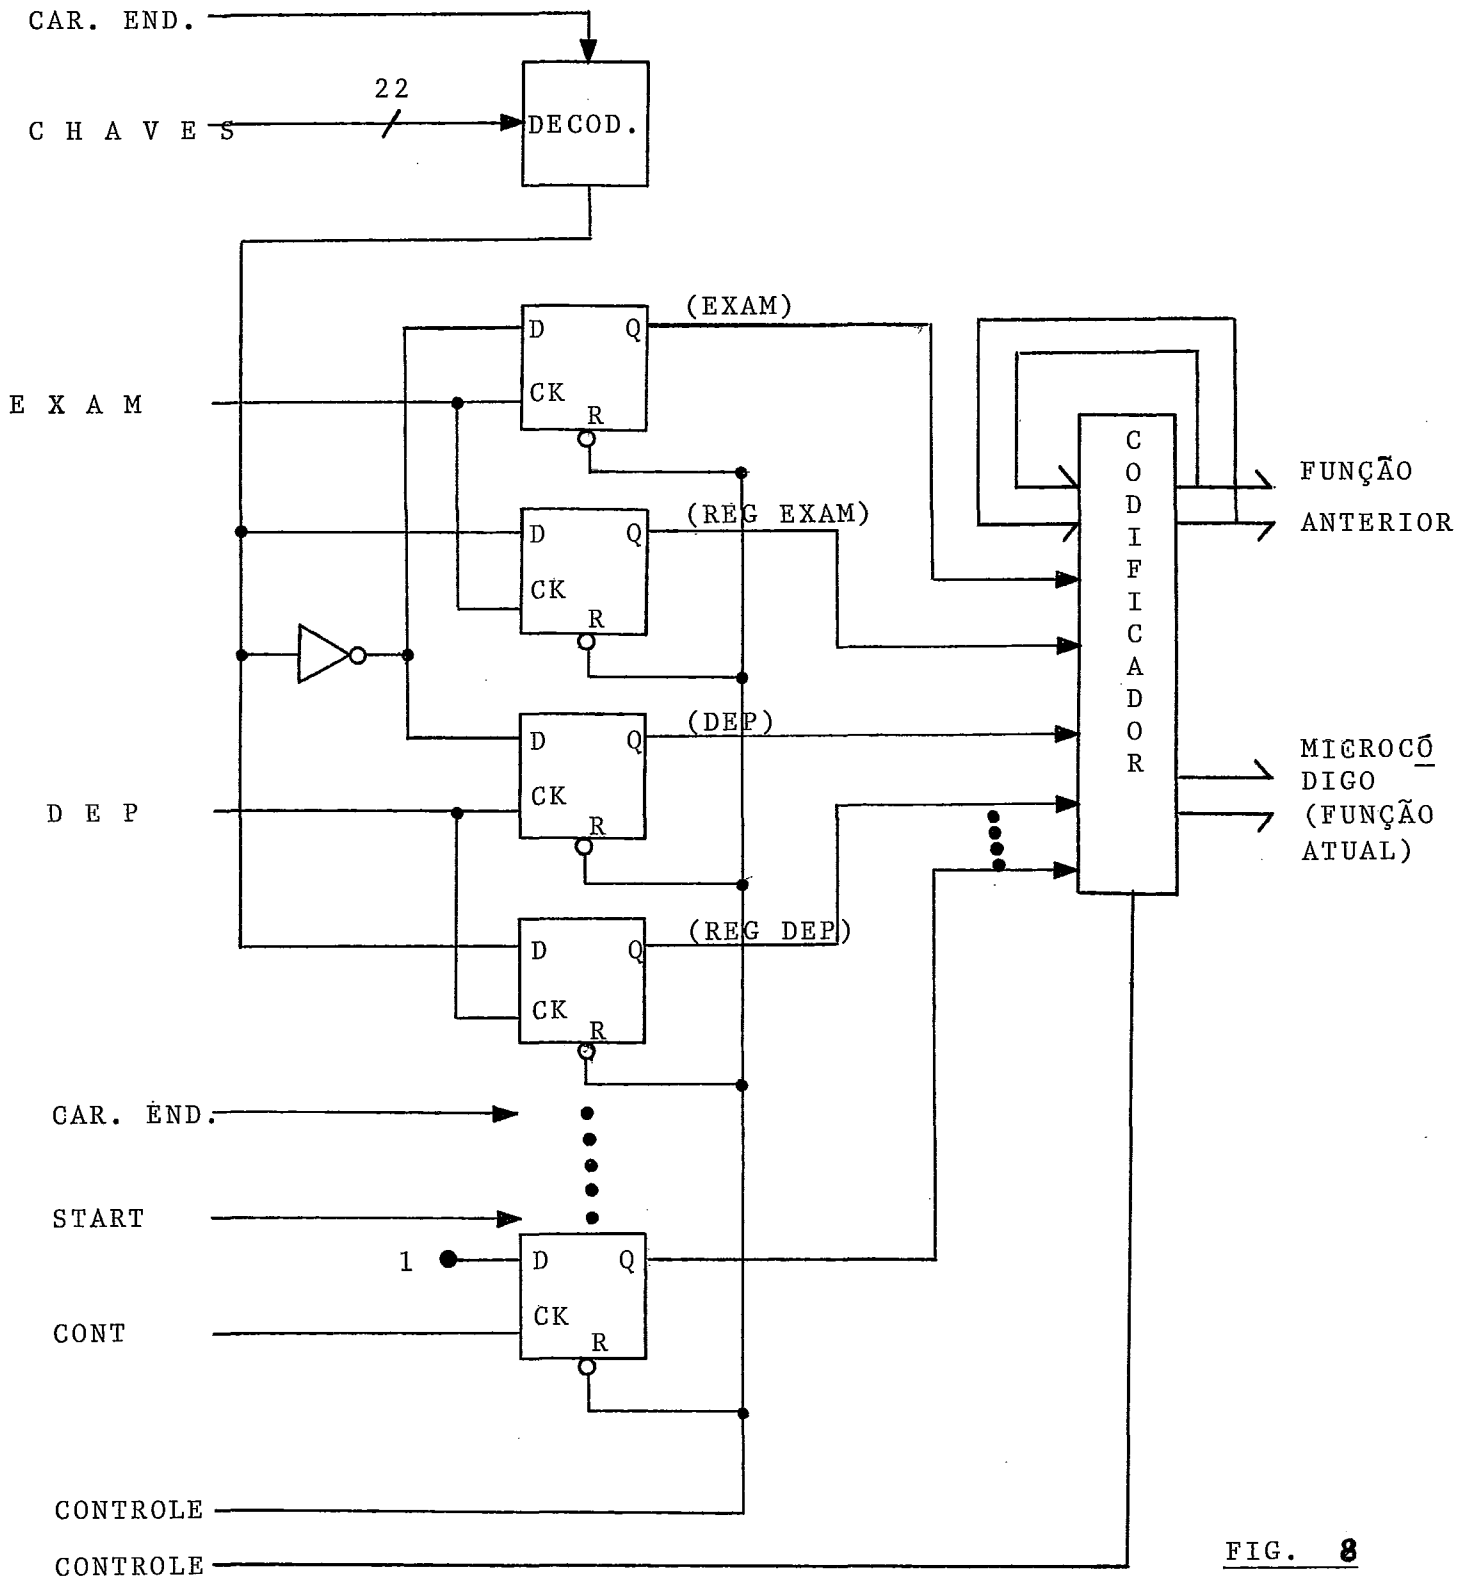 CAR. END.
22
C H A V E S
DECOD.
(EXAM)
D Q
CK
R
E X A M
(REG EXAM)
D Q
CK
R
(DEP)
D Q
CK
R
D E P
(REG DEP)
D Q
CK
R
CAR. END.
START
1
D Q
CK
R
CONT
CODIFICADOR
FUNÇÃO
ANTERIOR
MICROCÓ
DIGO
(FUNÇÃO
ATUAL)
CONTROLE
CONTROLE
FIG. 8